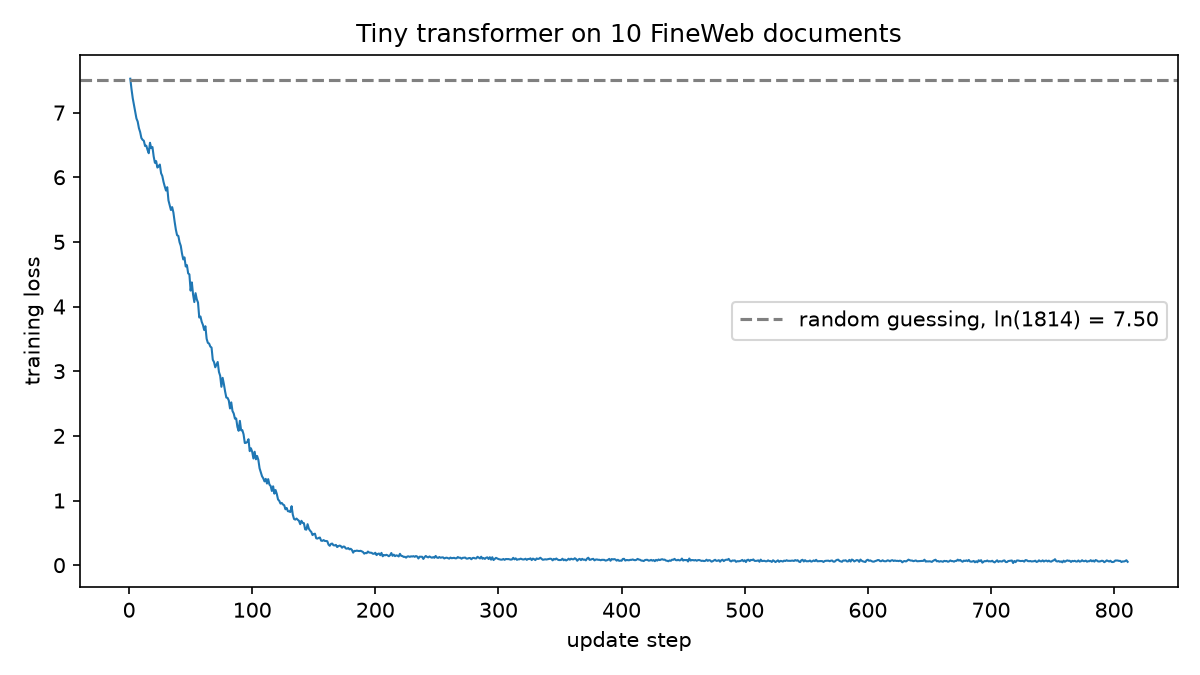 Tiny transformer on 10 FineWeb documents
training loss
7
6
5
4
3
2
1
0
random guessing, ln(1814) = 7.50
0 100 200 300 400 500 600 700 800
update step